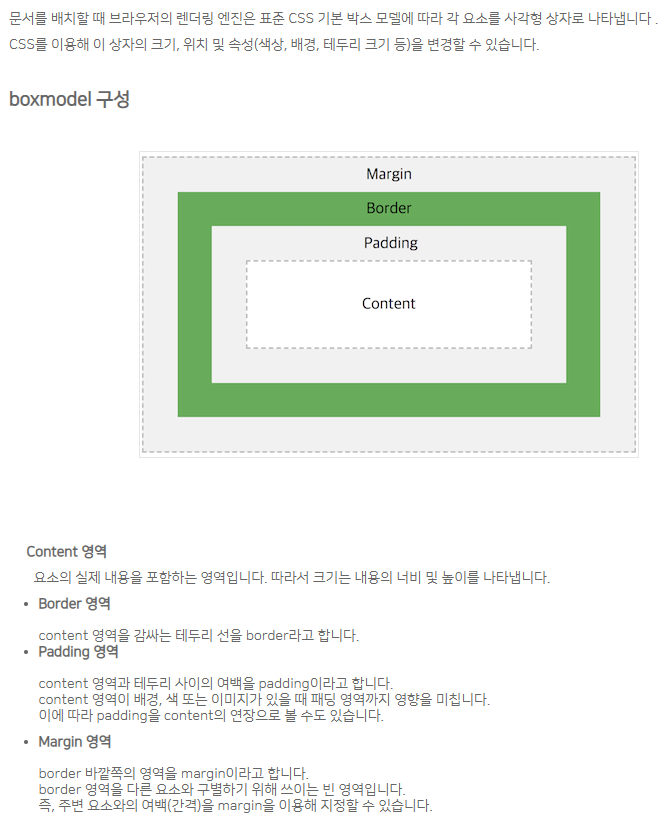 문서를 배치할 때 브라우저의 렌더링 엔진은 표준 CSS 기본 박스 모델에 따라 각 요소를 사각형 상자로 나타냅니다 .
CSS를 이용해 이 상자의 크기, 위치 및 속성(색상, 배경, 테두리 크기 등)을 변경할 수 있습니다.
boxmodel 구성
Margin
Border
Padding
Content
Content 영역
요소의 실제 내용을 포함하는 영역입니다. 따라서 크기는 내용의 너비 및 높이를 나타냅니다.
• Border 영역
content 영역을 감싸는 테두리 선을 border라고 합니다.
• Padding 영역
content 영역과 테두리 사이의 여백을 padding이라고 합니다.
content 영역이 배경, 색 또는 이미지가 있을 때 패딩 영역까지 영향을 미칩니다.
이에 따라 padding을 content의 연장으로 볼 수도 있습니다.
• Margin 영역
border 바깥쪽의 영역을 margin이라고 합니다.
border 영역을 다른 요소와 구별하기 위해 쓰이는 빈 영역입니다.
즉, 주변 요소와의 여백(간격)을 margin을 이용해 지정할 수 있습니다.